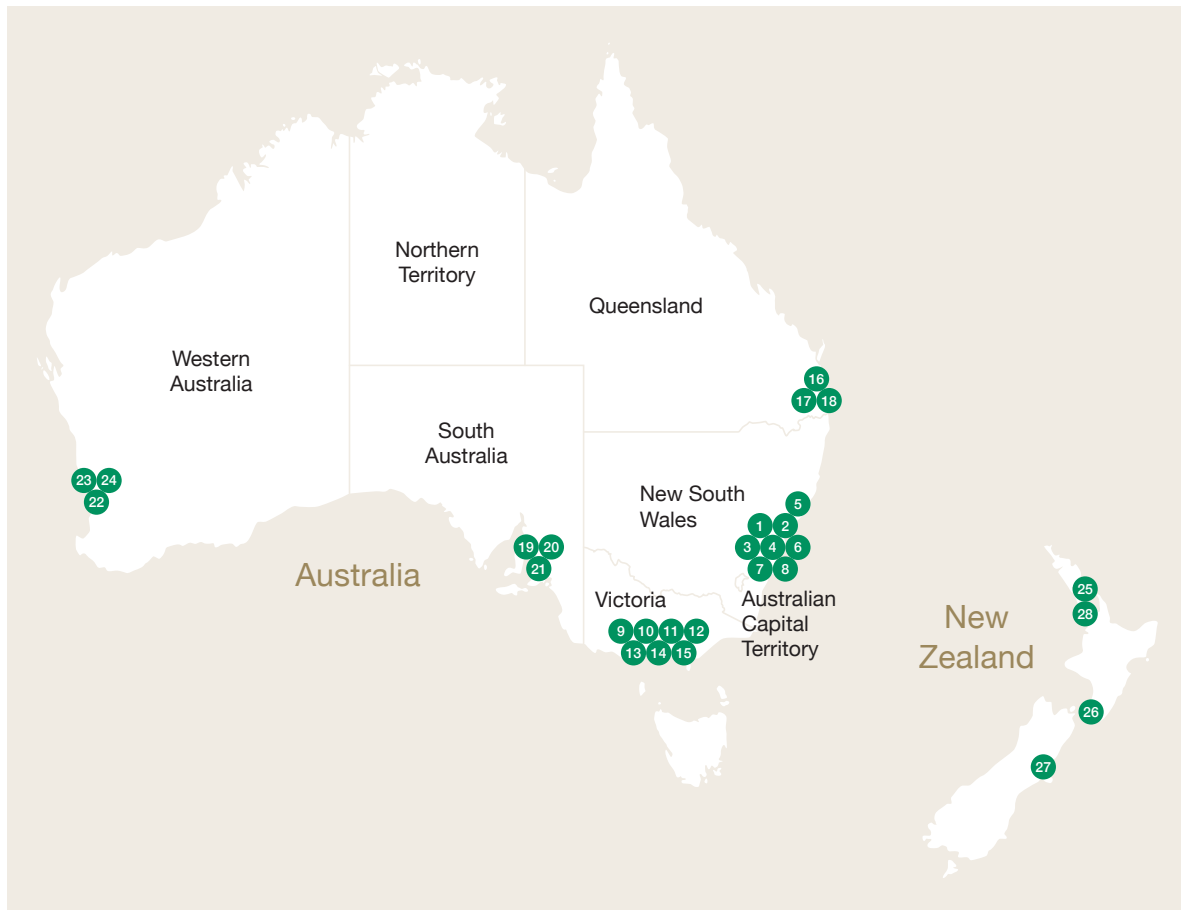 Northern
Territory
Queensland
Western
Australia
16
17 18
South
Australia
23 24
22
New South
Wales
5
1 2
3 4 6
7 8
19 20
21
Australia
Victoria
Australian
Capital
Territory
9 10 11 12
13 14 15
New
Zealand
25
28
26
27